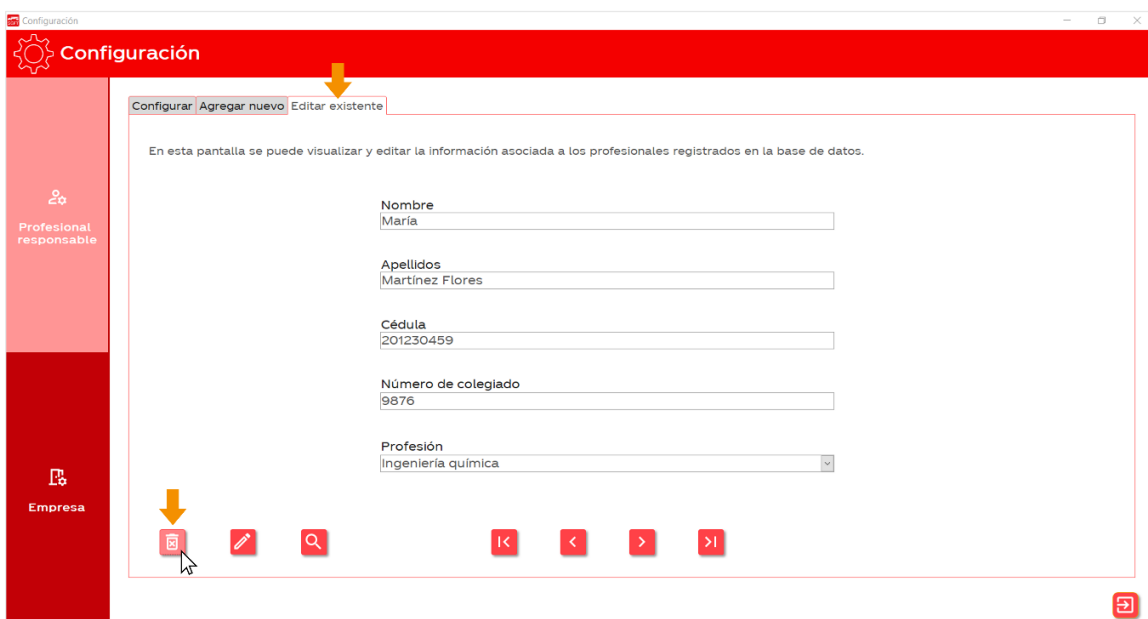 Configuración
Configuración
Configurar Agregar nuevo Editar existente
En esta pantalla se puede visualizar y editar la información asociada a los profesionales registrados en la base de datos.
Profesional
responsable
Nombre
María
Apellidos
Martínez Flores
Cédula
201230459
Número de colegiado
9876
Profesión
Ingeniería química
Empresa